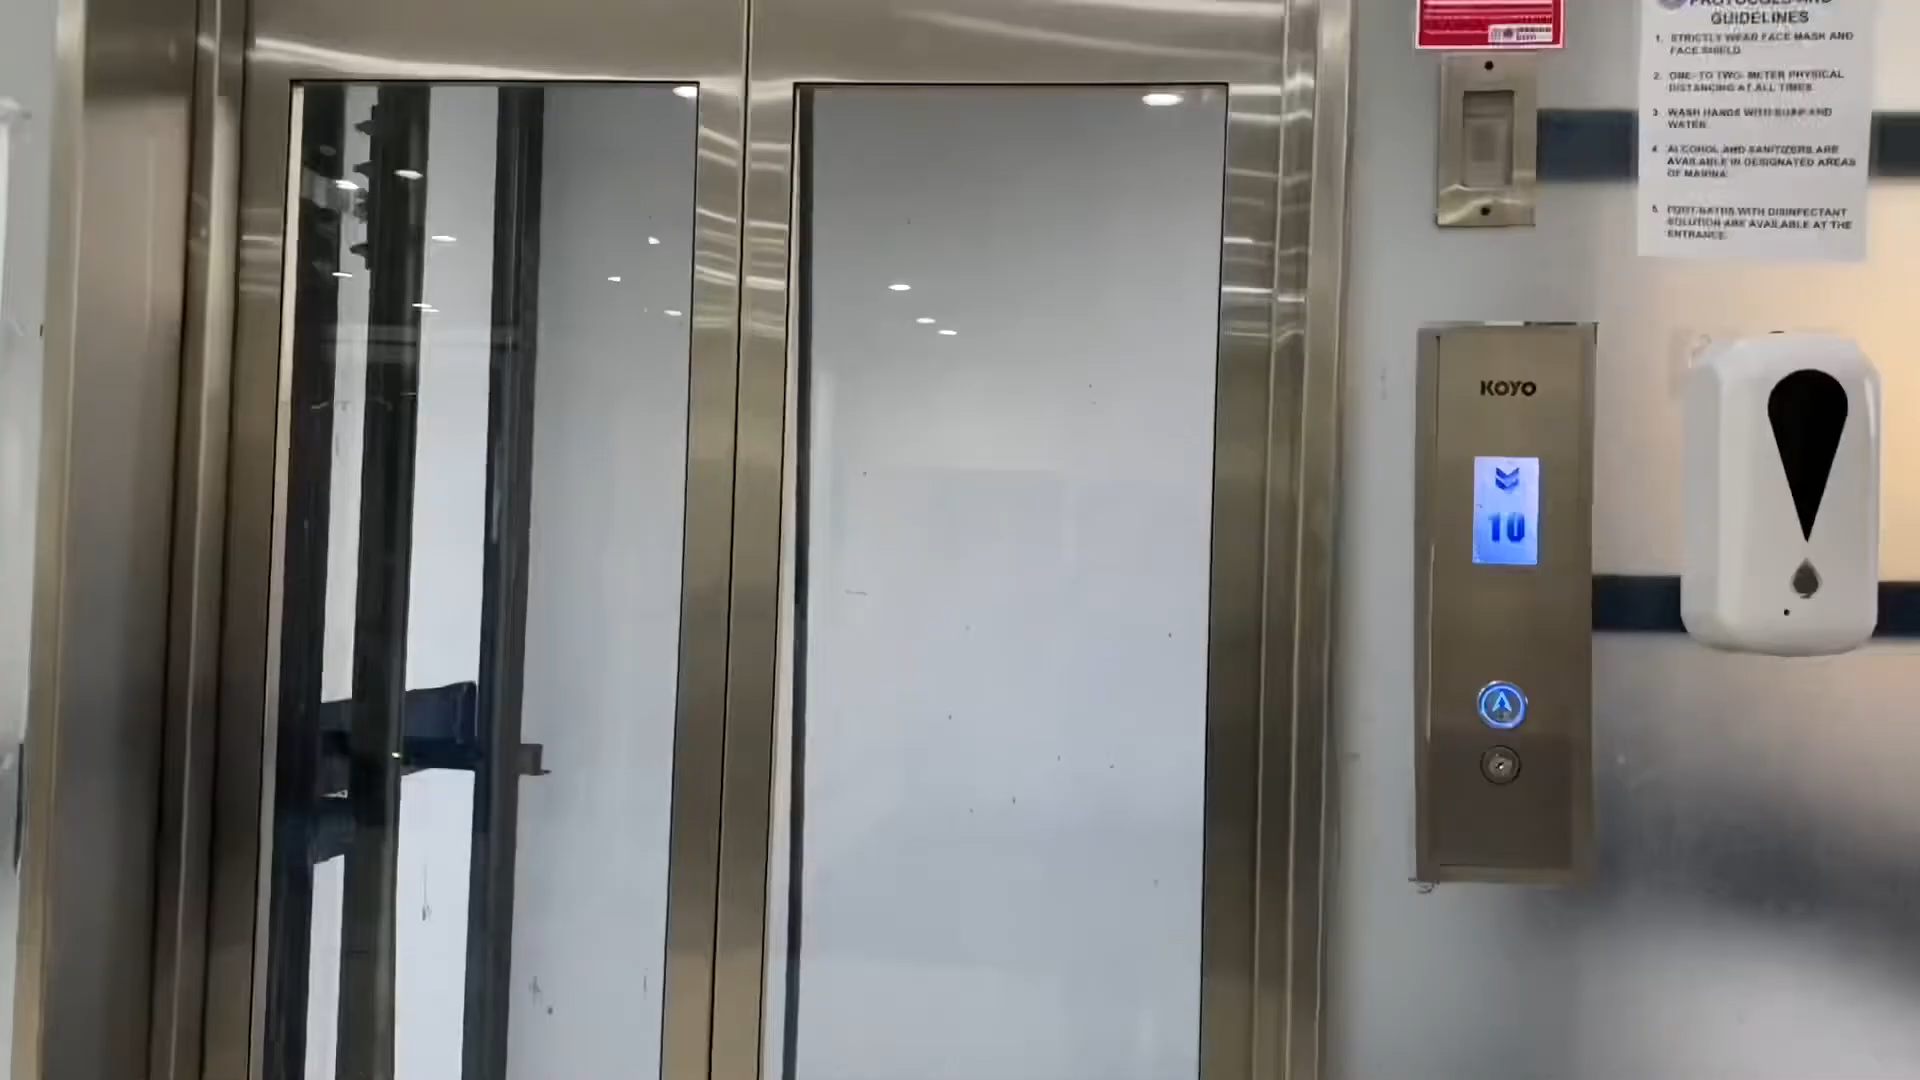 PROTOCOLS AND
GUIDELINES
1. STRICTLY WEAR FACE MASK AND
FACE SHIELD
2. ONE- TO TWO- METER PHYSICAL
DISTANCING AT ALL TIMES
3. WASH HANDS WITH SOAP AND
WATER
4. ALCOHOL AND SANITIZERS ARE
AVAILABLE IN DESIGNATED AREAS
OF MARINA
5. FOOT BATHS WITH DISINFECTANT
SOLUTION ARE AVAILABLE AT THE
ENTRANCE.
KOYO
10